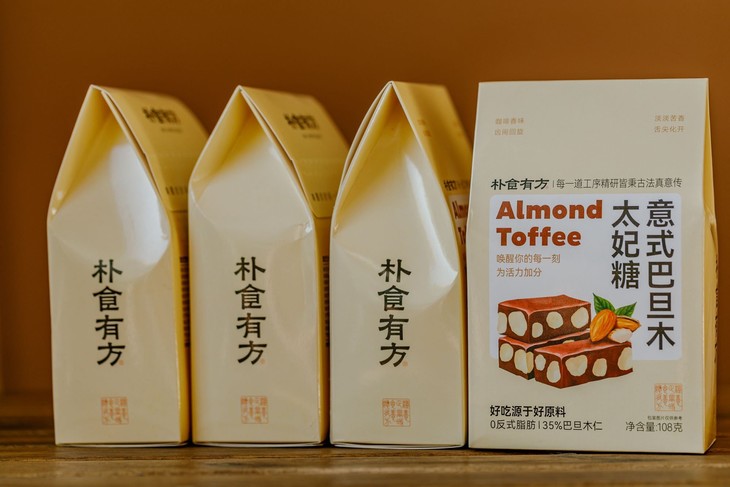 朴食有方
朴食有方
朴食有方
朴食有方 | 每一道工序精研皆秉古法真意传
Almond
Toffee
唤醒你的每一刻
为活力加分
意式巴旦木
太妃糖
好吃源于好原料
0反式脂肪 | 35%巴旦木仁
净含量:108克